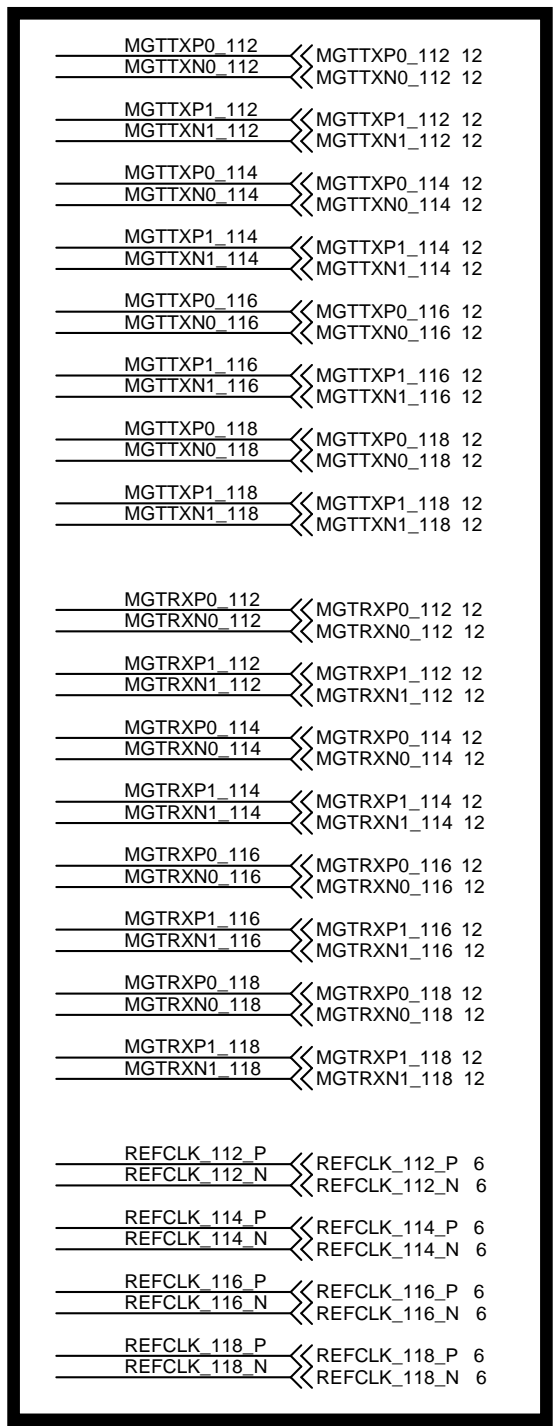 MGTTXP0_112 MGTTXP0_112 12
MGTTXN0_112 MGTTXN0_112 12
MGTTXP1_112 MGTTXP1_112 12
MGTTXN1_112 MGTTXN1_112 12
MGTTXP0_114 MGTTXP0_114 12
MGTTXN0_114 MGTTXN0_114 12
MGTTXP1_114 MGTTXP1_114 12
MGTTXN1_114 MGTTXN1_114 12
MGTTXP0_116 MGTTXP0_116 12
MGTTXN0_116 MGTTXN0_116 12
MGTTXP1_116 MGTTXP1_116 12
MGTTXN1_116 MGTTXN1_116 12
MGTTXP0_118 MGTTXP0_118 12
MGTTXN0_118 MGTTXN0_118 12
MGTTXP1_118 MGTTXP1_118 12
MGTTXN1_118 MGTTXN1_118 12
MGTRXP0_112 MGTRXP0_112 12
MGTRXN0_112 MGTRXN0_112 12
MGTRXP1_112 MGTRXP1_112 12
MGTRXN1_112 MGTRXN1_112 12
MGTRXP0_114 MGTRXP0_114 12
MGTRXN0_114 MGTRXN0_114 12
MGTRXP1_114 MGTRXP1_114 12
MGTRXN1_114 MGTRXN1_114 12
MGTRXP0_116 MGTRXP0_116 12
MGTRXN0_116 MGTRXN0_116 12
MGTRXP1_116 MGTRXP1_116 12
MGTRXN1_116 MGTRXN1_116 12
MGTRXP0_118 MGTRXP0_118 12
MGTRXN0_118 MGTRXN0_118 12
MGTRXP1_118 MGTRXP1_118 12
MGTRXN1_118 MGTRXN1_118 12
REFCLK_112_P REFCLK_112_P 6
REFCLK_112_N REFCLK_112_N 6
REFCLK_114_P REFCLK_114_P 6
REFCLK_114_N REFCLK_114_N 6
REFCLK_116_P REFCLK_116_P 6
REFCLK_116_N REFCLK_116_N 6
REFCLK_118_P REFCLK_118_P 6
REFCLK_118_N REFCLK_118_N 6